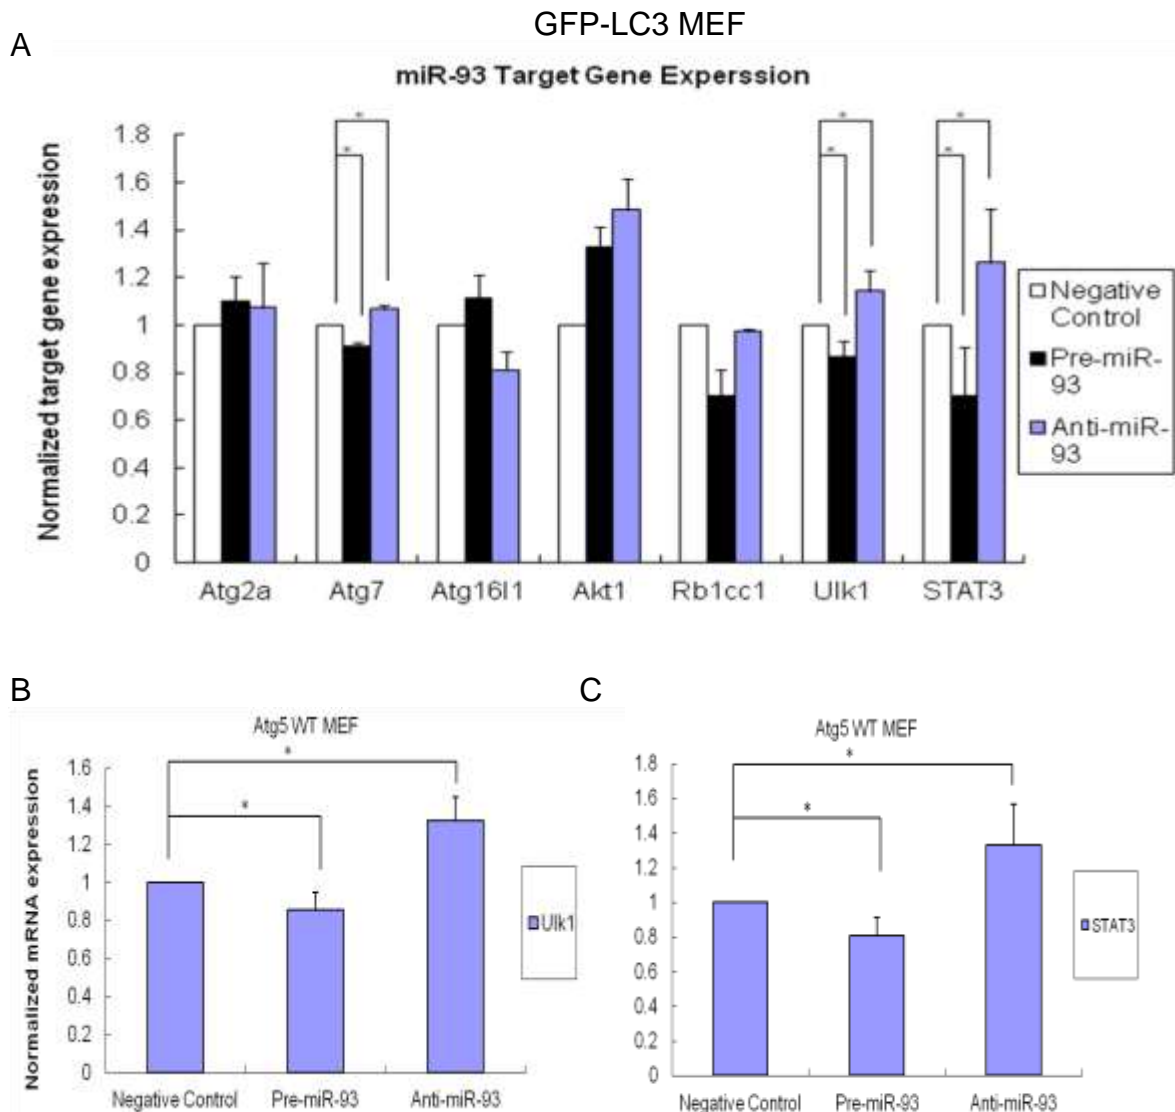 GFP-LC3 MEF
A
miR-93 Target Gene Experssion
Normalized target gene expression
1.8
1.6
1.4
1.2
1
0.8
0.6
0.4
0.2
0
* * * * * *
Atg2a Atg7 Atg16l1 Akt1 Rb1cc1 Ulk1 STAT3
Negative
Control
Pre-miR-
93
Anti-miR-
93
B
Atg5 WT MEF
Normalized mRNA expression
1.6
1.4
1.2
1
0.8
0.6
0.4
0.2
0
*
*
Negative Control Pre-miR-93 Anti-miR-93
Ulk1
C
Atg5 WT MEF
1.8
1.6
1.4
1.2
1
0.8
0.6
0.4
0.2
0
*
*
Negative Control Pre-miR-93 Anti-miR-93
STAT3